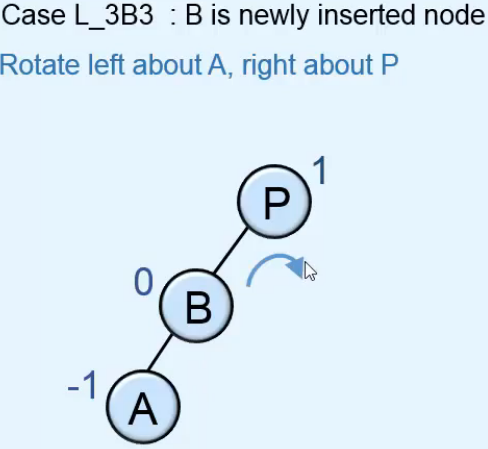 Case L_3B3 : B is newly inserted node
Rotate left about A, right about P
1
P
0
B
-1
A